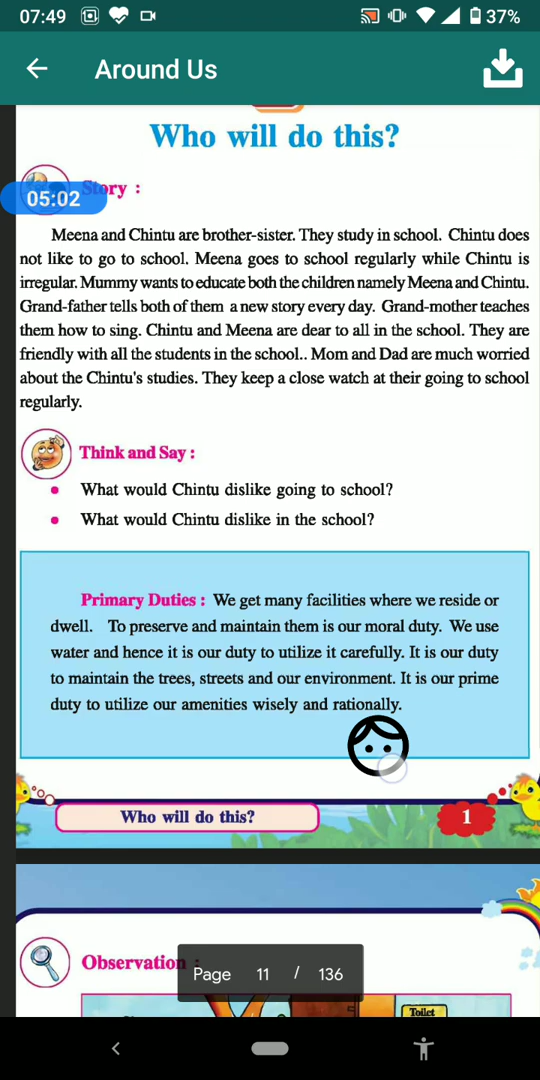 07:49
37%
Around Us
Who will do this?
Story :
05:02
Meena and Chintu are brother-sister. They study in school. Chintu does
not like to go to school. Meena goes to school regularly while Chintu is
irregular. Mummy wants to educate both the children namely Meena and Chintu.
Grand-father tells both of them a new story every day. Grand-mother teaches
them how to sing. Chintu and Meena are dear to all in the school. They are
friendly with all the students in the school.. Mom and Dad are much worried
about the Chintu's studies. They keep a close watch at their going to school
regularly.
Think and Say :
• What would Chintu dislike going to school?
• What would Chintu dislike in the school?
Primary Duties : We get many facilities where we reside or
dwell. To preserve and maintain them is our moral duty. We use
water and hence it is our duty to utilize it carefully. It is our duty
to maintain the trees, streets and our environment. It is our prime
duty to utilize our amenities wisely and rationally.
Who will do this?
1
Observation :
Page 11 / 136
Toilet